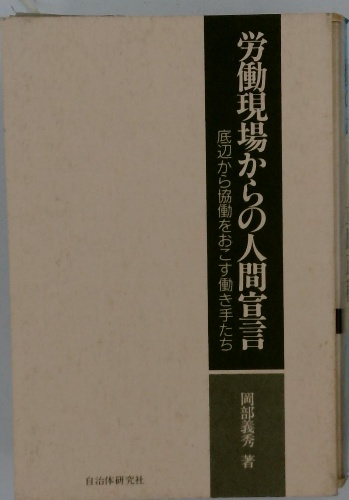 労働現場からの人間宣言
底辺から協働をおこす働き手たち
岡部義秀 著
自治体研究社